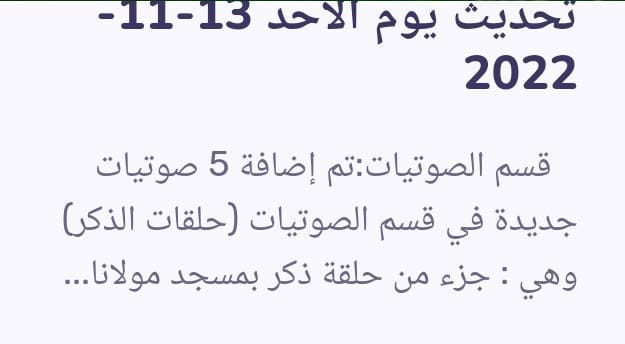 تحديث يوم الأحد 13-11-
2022
قسم الصوتيات:تم إضافة 5 صوتيات
جديدة في قسم الصوتيات (حلقات الذكر)
وهي : جزء من حلقة ذكر بمسجد مولانا...